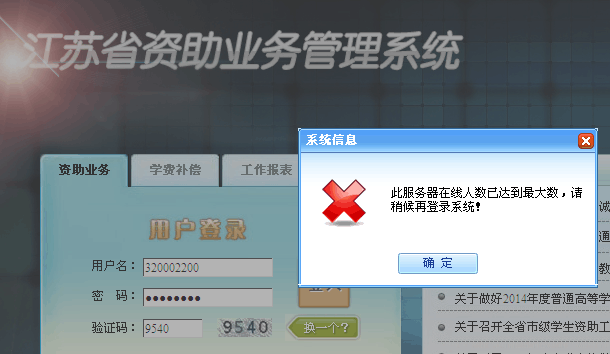 江苏省资助业务管理系统
系统信息
此服务器在线人数已达到最大数，请
稍候再登录系统！
确 定
资助业务
学费补偿
工作报表
用户登录
用户名：320002200
密 码：●●●●●●●●
验证码：9540
9540
换一个?
诚
通
教
关于做好2014年度普通高等学
关于召开全省市级学生资助工